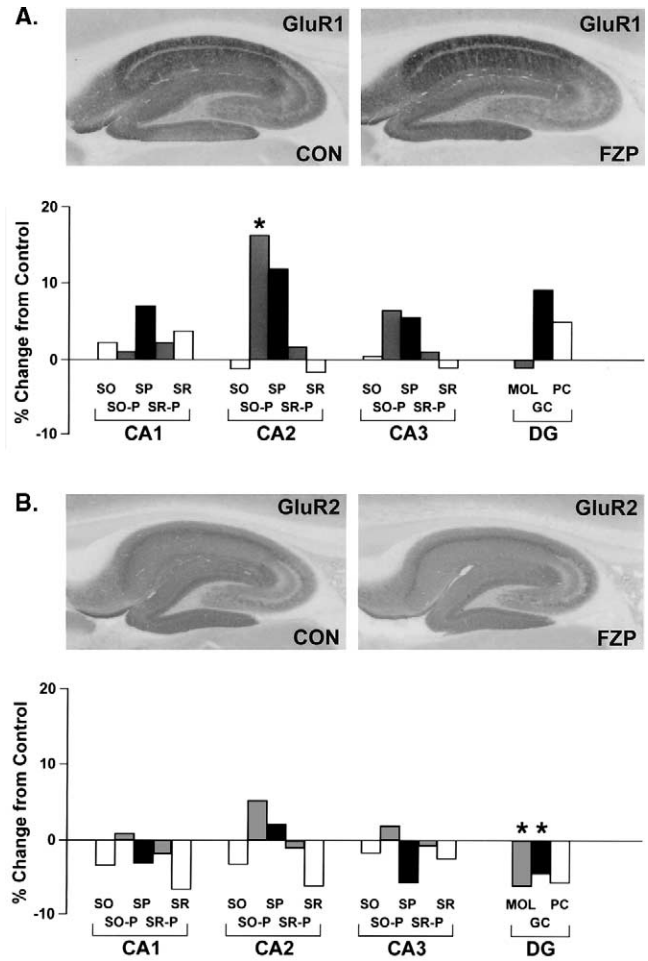 A.
GluR1 GluR1
CON FZP
% Change from Control
20
10
0
-10
*
SO SP SR SO SP SR SO SP SR MOL PC
SO-P SR-P SO-P SR-P SO-P SR-P GC
CA1 CA2 CA3 DG
B.
GluR2 GluR2
CON FZP
% Change from Control
20
10
0
-10
* *
SO SP SR SO SP SR SO SP SR MOL PC
SO-P SR-P SO-P SR-P SO-P SR-P GC
CA1 CA2 CA3 DG